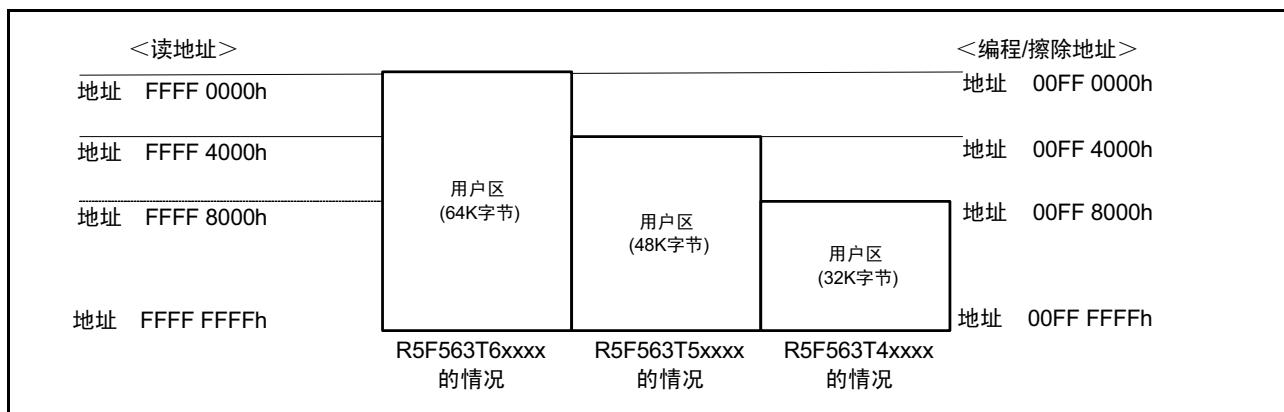 ＜读地址＞
＜编程/擦除地址＞
地址 FFFF 0000h
地址 00FF 0000h
地址 FFFF 4000h
地址 00FF 4000h
地址 FFFF 8000h
地址 00FF 8000h
用户区
(64K字节)
用户区
(48K字节)
用户区
(32K字节)
地址 FFFF FFFFh
地址 00FF FFFFh
R5F563T6xxxx
的情况
R5F563T5xxxx
的情况
R5F563T4xxxx
的情况